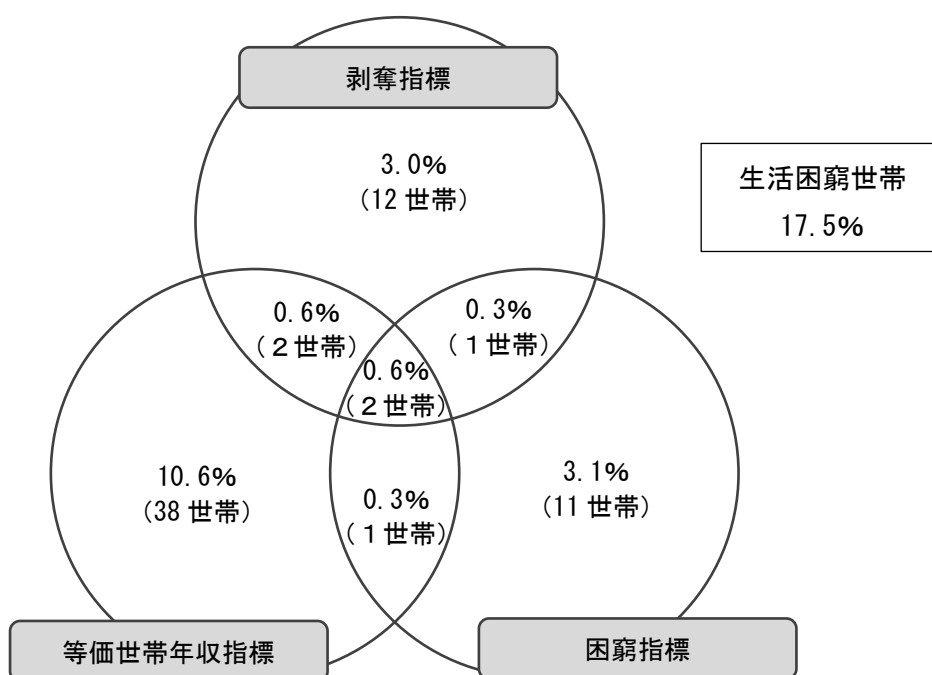 剥奪指標
3.0%
(12 世帯)
生活困窮世帯
17.5%
0.6%
(２世帯)
0.3%
(１世帯)
0.6%
(２世帯)
10.6%
(38 世帯)
0.3%
(１世帯)
3.1%
(11 世帯)
等価世帯年収指標
困窮指標